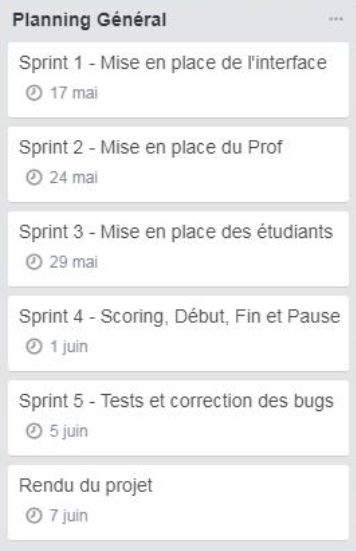 Planning Général
Sprint 1 - Mise en place de l'interface
17 mai
Sprint 2 - Mise en place du Prof
24 mai
Sprint 3 - Mise en place des étudiants
29 mai
Sprint 4 - Scoring, Début, Fin et Pause
1 juin
Sprint 5 - Tests et correction des bugs
5 juin
Rendu du projet
7 juin